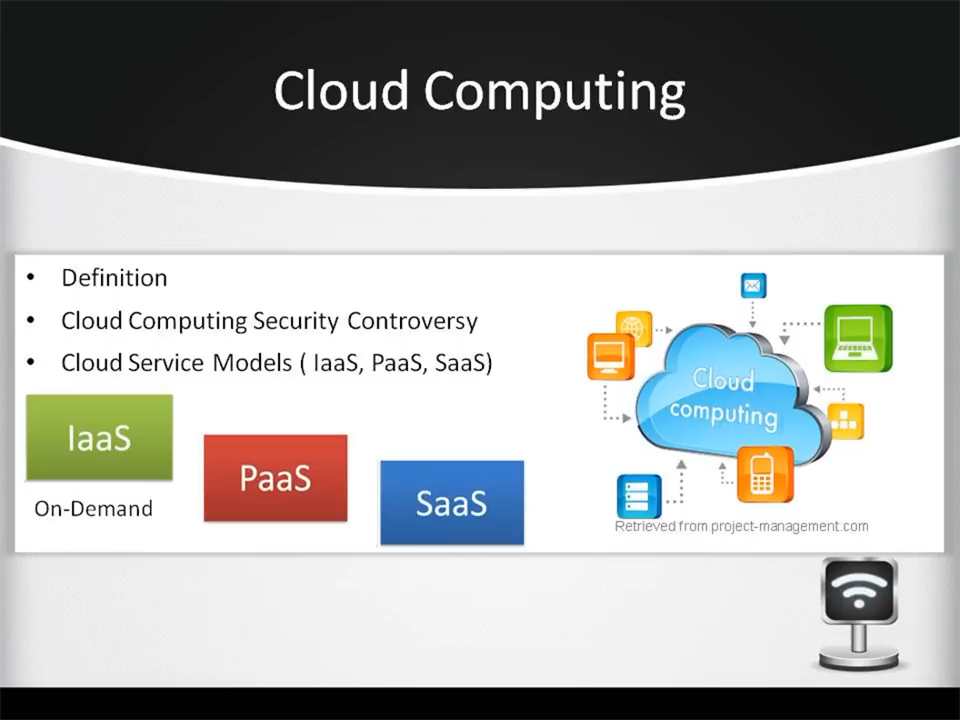 Cloud Computing
• Definition
• Cloud Computing Security Controversy
• Cloud Service Models ( IaaS, PaaS, SaaS)
IaaS
PaaS
SaaS
On-Demand
Cloud
computing
Retrieved from project-management.com